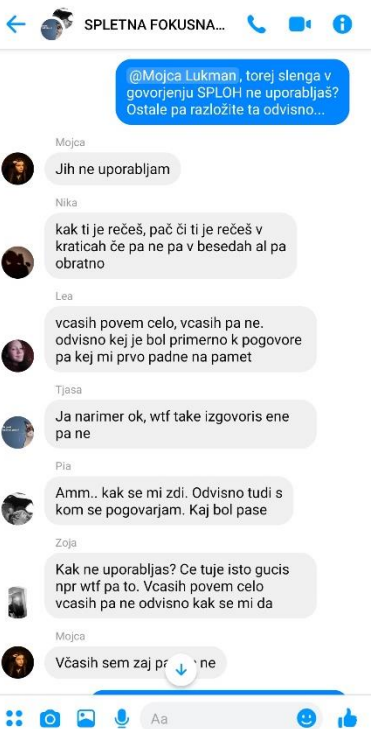 SPLETNA FOKUSNA...
@Mojca Lukman, torej slenga v
govorjenju SPLOH ne uporabljaš?
Ostale pa razložite ta odvisno...
Mojca
Jih ne uporabljam
Nika
kak ti je rečeš, pač či ti je rečeš v
kraticah če pa ne pa v besedah al pa
obratno
Lea
vcasih povem celo, vcasih pa ne.
odvisno kej je bol primerno k pogovore
pa kej mi prvo padne na pamet
Tjasa
Ja narimer ok, wtf take izgovoris ene
pa ne
Pia
Amm.. kak se mi zdi. Odvisno tudi s
kom se pogovarjam. Kaj bol pase
Zoja
Kak ne uporabljas? Ce tuje isto gucis
npr wtf pa to. Vcasih povem celo
vcasih pa ne odvisno kak se mi da
Mojca
Včasih sem zaj ne
Aa